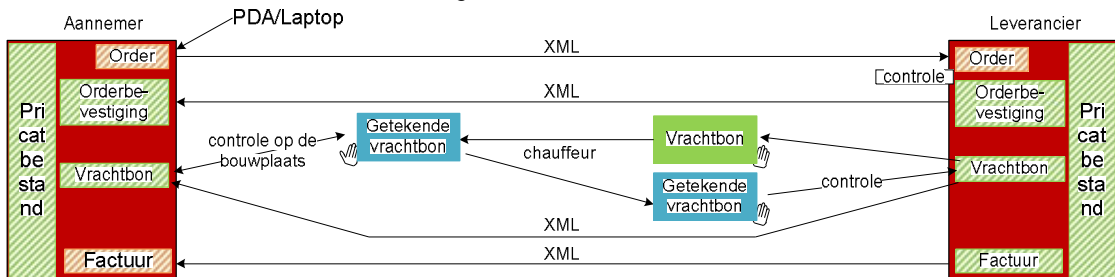 Aannemer
PDA/Laptop
Leverancier
Order
XML
Order
controle
Pri
cat
be
sta
nd
Orderbe-
vestiging
XML
Orderbe-
vestiging
Pri
cat
be
sta
nd
controle op de
bouwplaats
Getekende
vrachtbon
chauffeur
Vrachtbon
Vrachtbon
Getekende
vrachtbon
controle
Vrachtbon
XML
Factuur
XML
Factuur